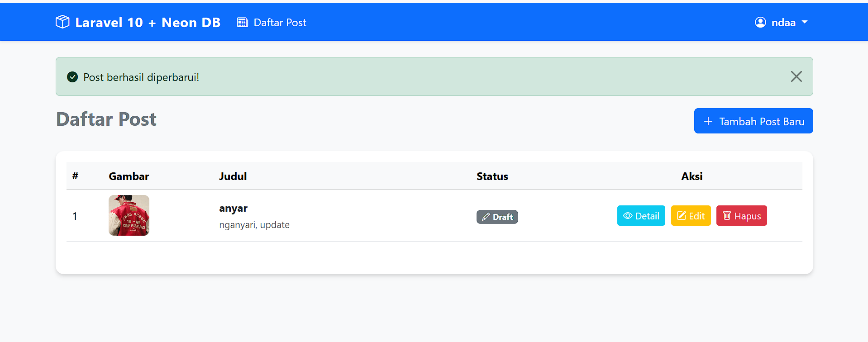 Laravel 10 + Neon DB Daftar Post ndaa
Post berhasil diperbarui!
Daftar Post
+ Tambah Post Baru
# Gambar Judul Status Aksi
1 anyar Draft Detail Edit Hapus
nganyari, update